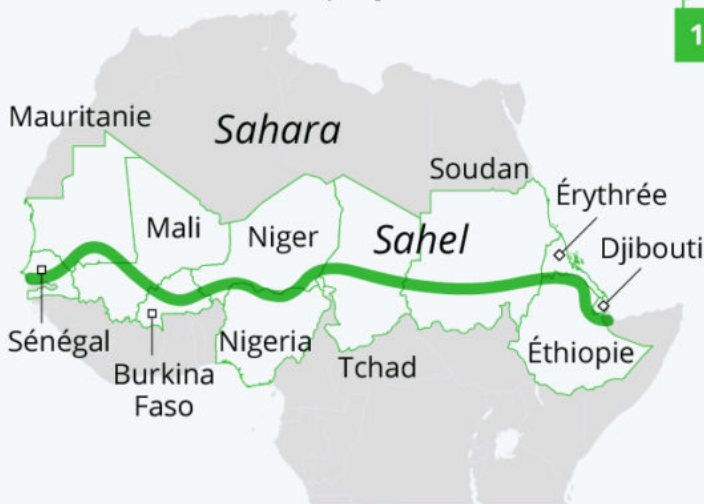 1
Mauritanie
Sahara
Soudan
Érythrée
Mali
Niger
Sahel
Djibouti
Sénégal
Nigeria
Éthiopie
Tchad
Burkina
Faso